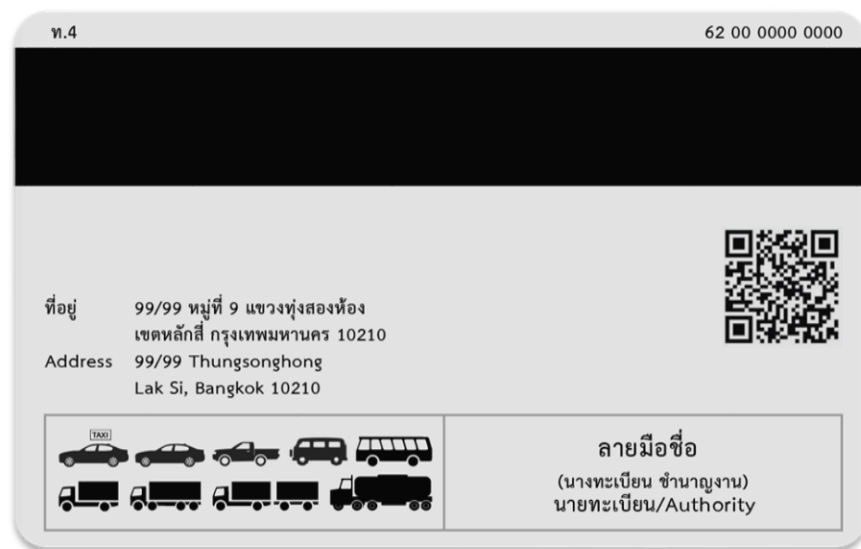 ท.4
62 00 0000 0000
ที่อยู่ 99/99 หมู่ที่ 9 แขวงทุ่งสองห้อง
เขตหลักสี่ กรุงเทพมหานคร 10210
Address 99/99 Thungsonghong
Lak Si, Bangkok 10210
TAXI
ลายมือชื่อ
(นางทะเบียน ชำนาญงาน)
นายทะเบียน/Authority